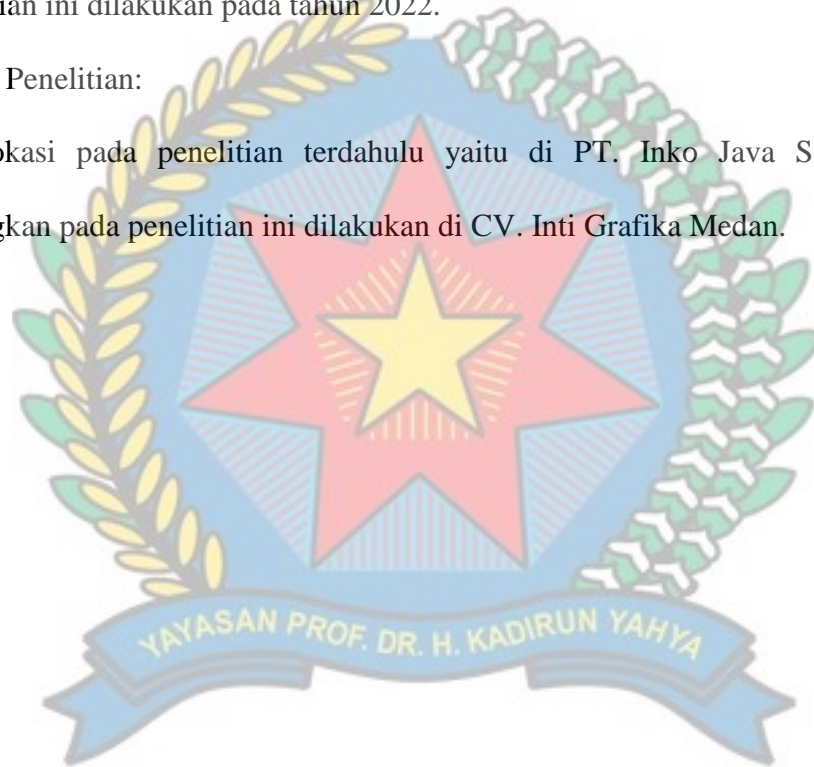 ian ini dilakukan pada tahun 2022.
Penelitian:
okasi pada penelitian terdahulu yaitu di PT. Inko Java S
gkan pada penelitian ini dilakukan di CV. Inti Grafika Medan.
YAYASAN PROF. DR. H. KADIRUN YAHYA